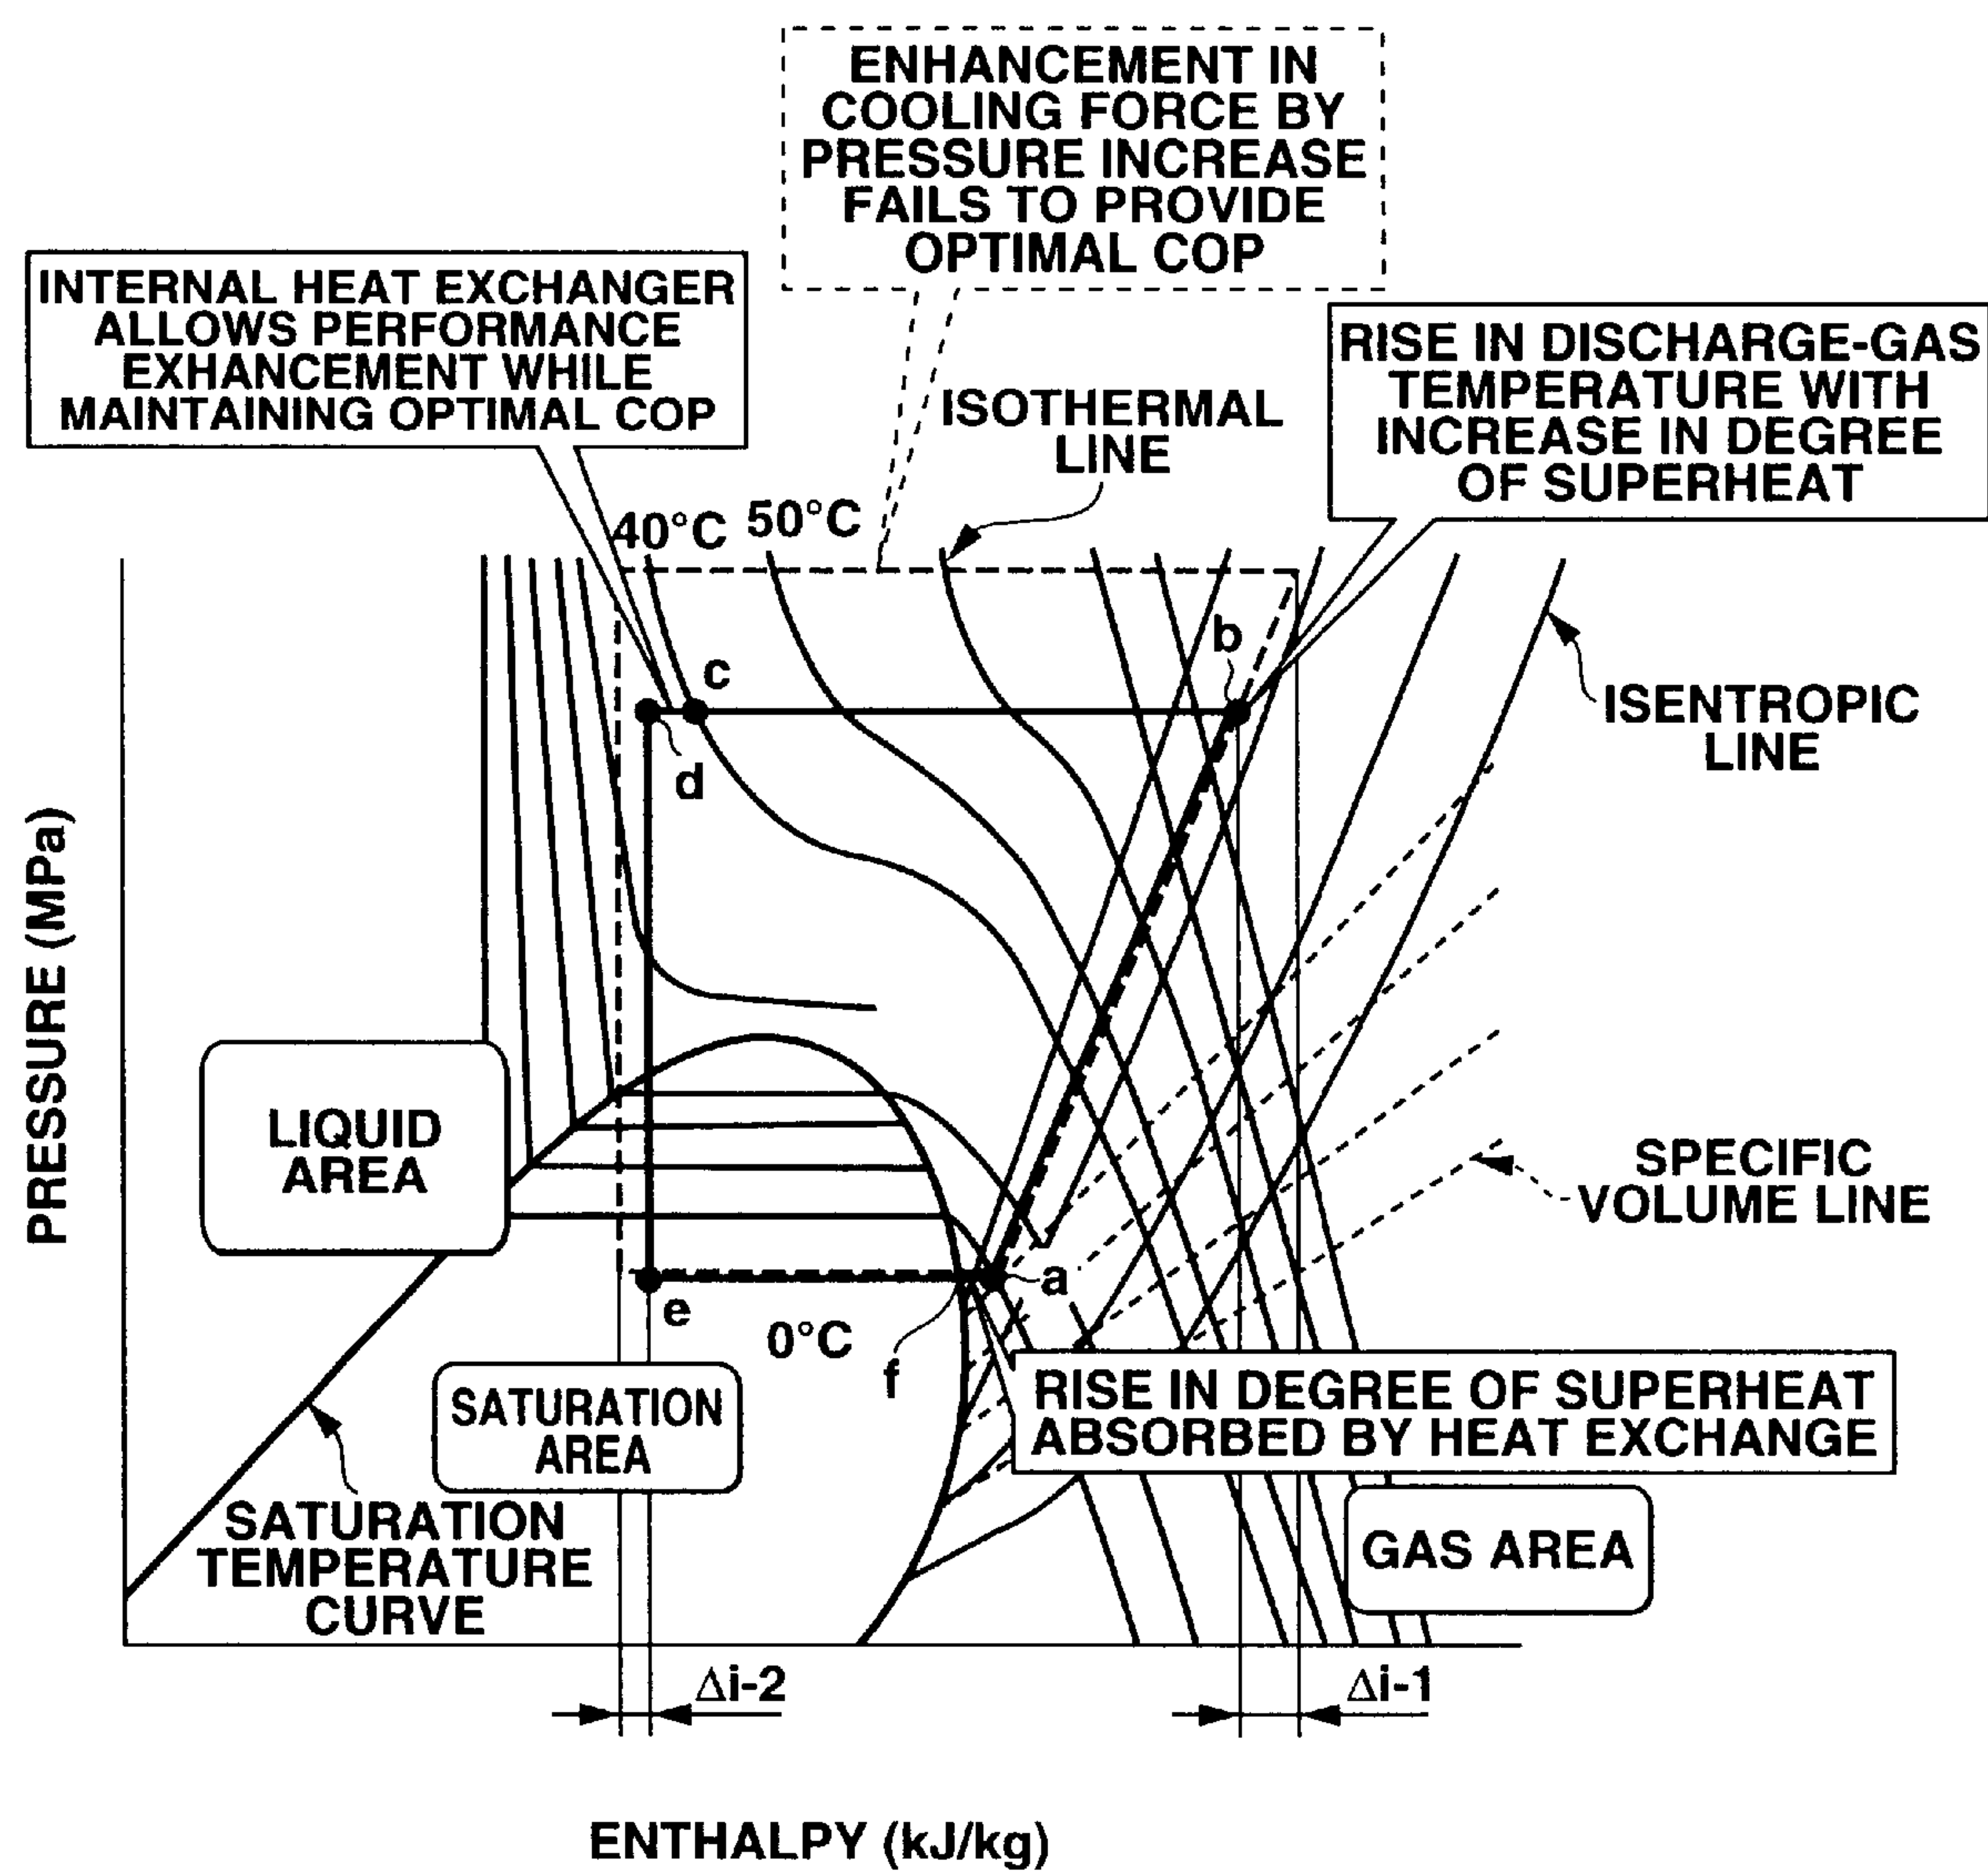 ENHANCEMENT IN
COOLING FORCE BY
PRESSURE INCREASE
FAILS TO PROVIDE
OPTIMAL COP
INTERNAL HEAT EXCHANGER
ALLOWS PERFORMANCE
EXHANCEMENT WHILE
MAINTAINING OPTIMAL COP
RISE IN DISCHARGE-GAS
TEMPERATURE WITH
INCREASE IN DEGREE
OF SUPERHEAT
ISOTHERMAL
LINE
40°C
50°C
b
c
d
ISENTROPIC
LINE
PRESSURE (MPa)
LIQUID
AREA
SPECIFIC
VOLUME LINE
a
e
0°C
f
RISE IN DEGREE OF SUPERHEAT
ABSORBED BY HEAT EXCHANGE
SATURATION
AREA
SATURATION
TEMPERATURE
CURVE
GAS AREA
Δi-2
Δi-1
ENTHALPY (kJ/kg)